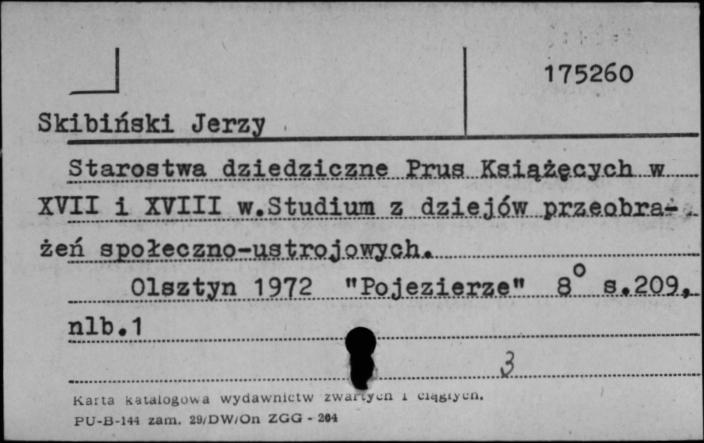 175260
Skibiński Jerzy
Starostwa dziedziczne Prus Książęcych w
XVII i XVIII w.Studium z dziejów przeobra-
żeń społeczno-ustrojowych.
Olsztyn 1972 "Pojezierze" 8° s.209,
nlb.1
3
Karta katalogowa wydawnictw zwartych i ciągłych.
PU-B-144 zam. 29/DW/On ZGG - 264